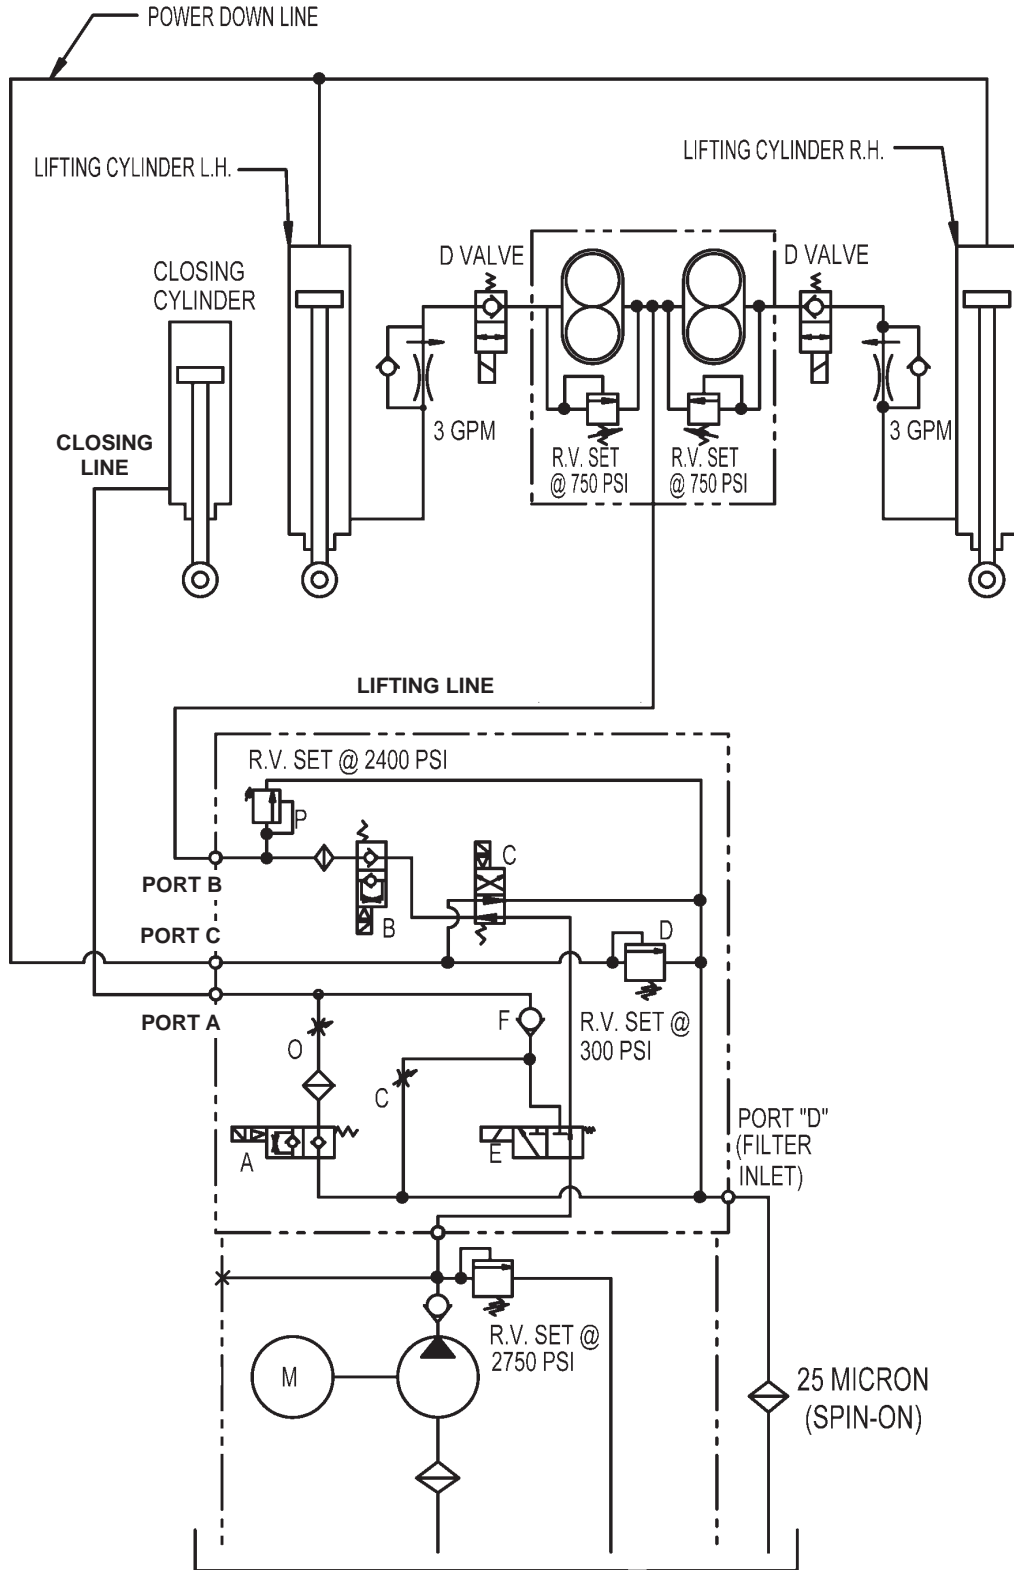 POWER DOWN LINE
LIFTING CYLINDER L.H.
LIFTING CYLINDER R.H.
D VALVE
D VALVE
CLOSING
CYLINDER
3 GPM
3 GPM
CLOSING
LINE
R.V. SET
@ 750 PSI
R.V. SET
@ 750 PSI
LIFTING LINE
R.V. SET @ 2400 PSI
P
C
PORT B
B
PORT C
D
PORT A
F
R.V. SET @
300 PSI
O
C
PORT "D"
(FILTER
INLET)
A
E
R.V. SET @
2750 PSI
M
25 MICRON
(SPIN-ON)